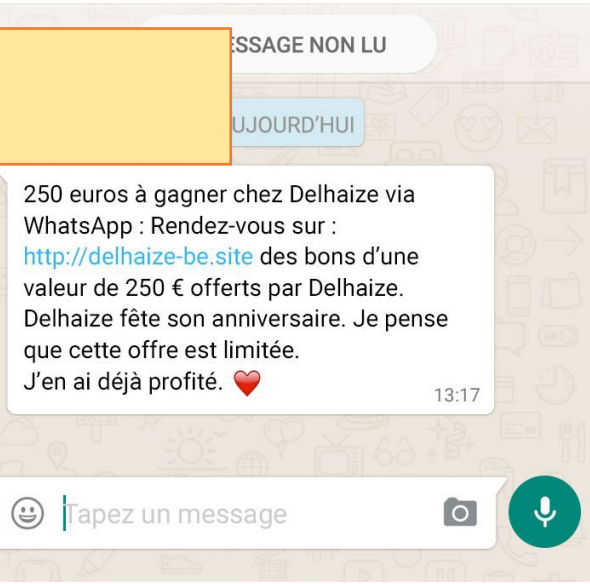 ESSAGE NON LU
UJOURD'HUI
250 euros à gagner chez Delhaize via
WhatsApp : Rendez-vous sur :
http://delhaize-be.site des bons d'une
valeur de 250 € offerts par Delhaize.
Delhaize fête son anniversaire. Je pense
que cette offre est limitée.
J'en ai déjà profité. ❤️
13:17
Tapez un message